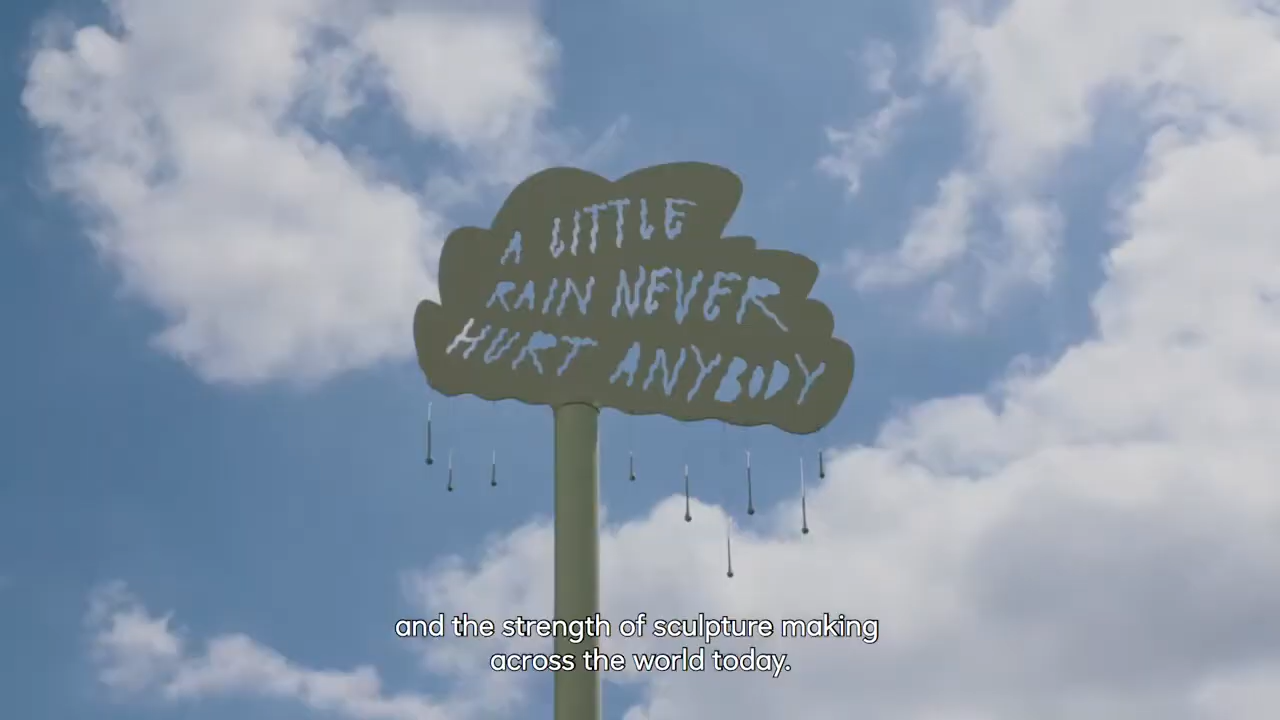 A LITTLE
RAIN NEVER
HURT ANYBODY
and the strength of sculpture making
across the world today.